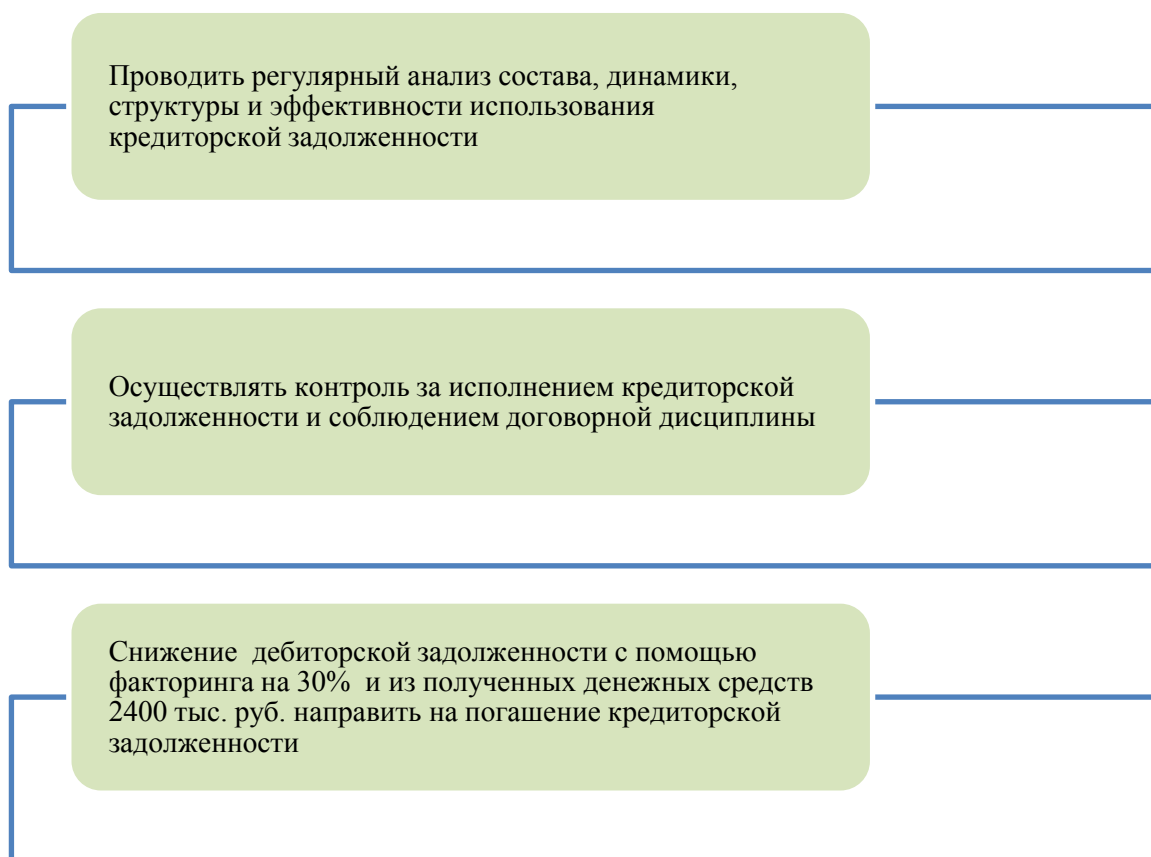 Проводить регулярный анализ состава, динамики,
структуры и эффективности использования
кредиторской задолженности
Осуществлять контроль за исполнением кредиторской
задолженности и соблюдением договорной дисциплины
Снижение дебиторской задолженности с помощью
факторинга на 30% и из полученных денежных средств
2400 тыс. руб. направить на погашение кредиторской
задолженности